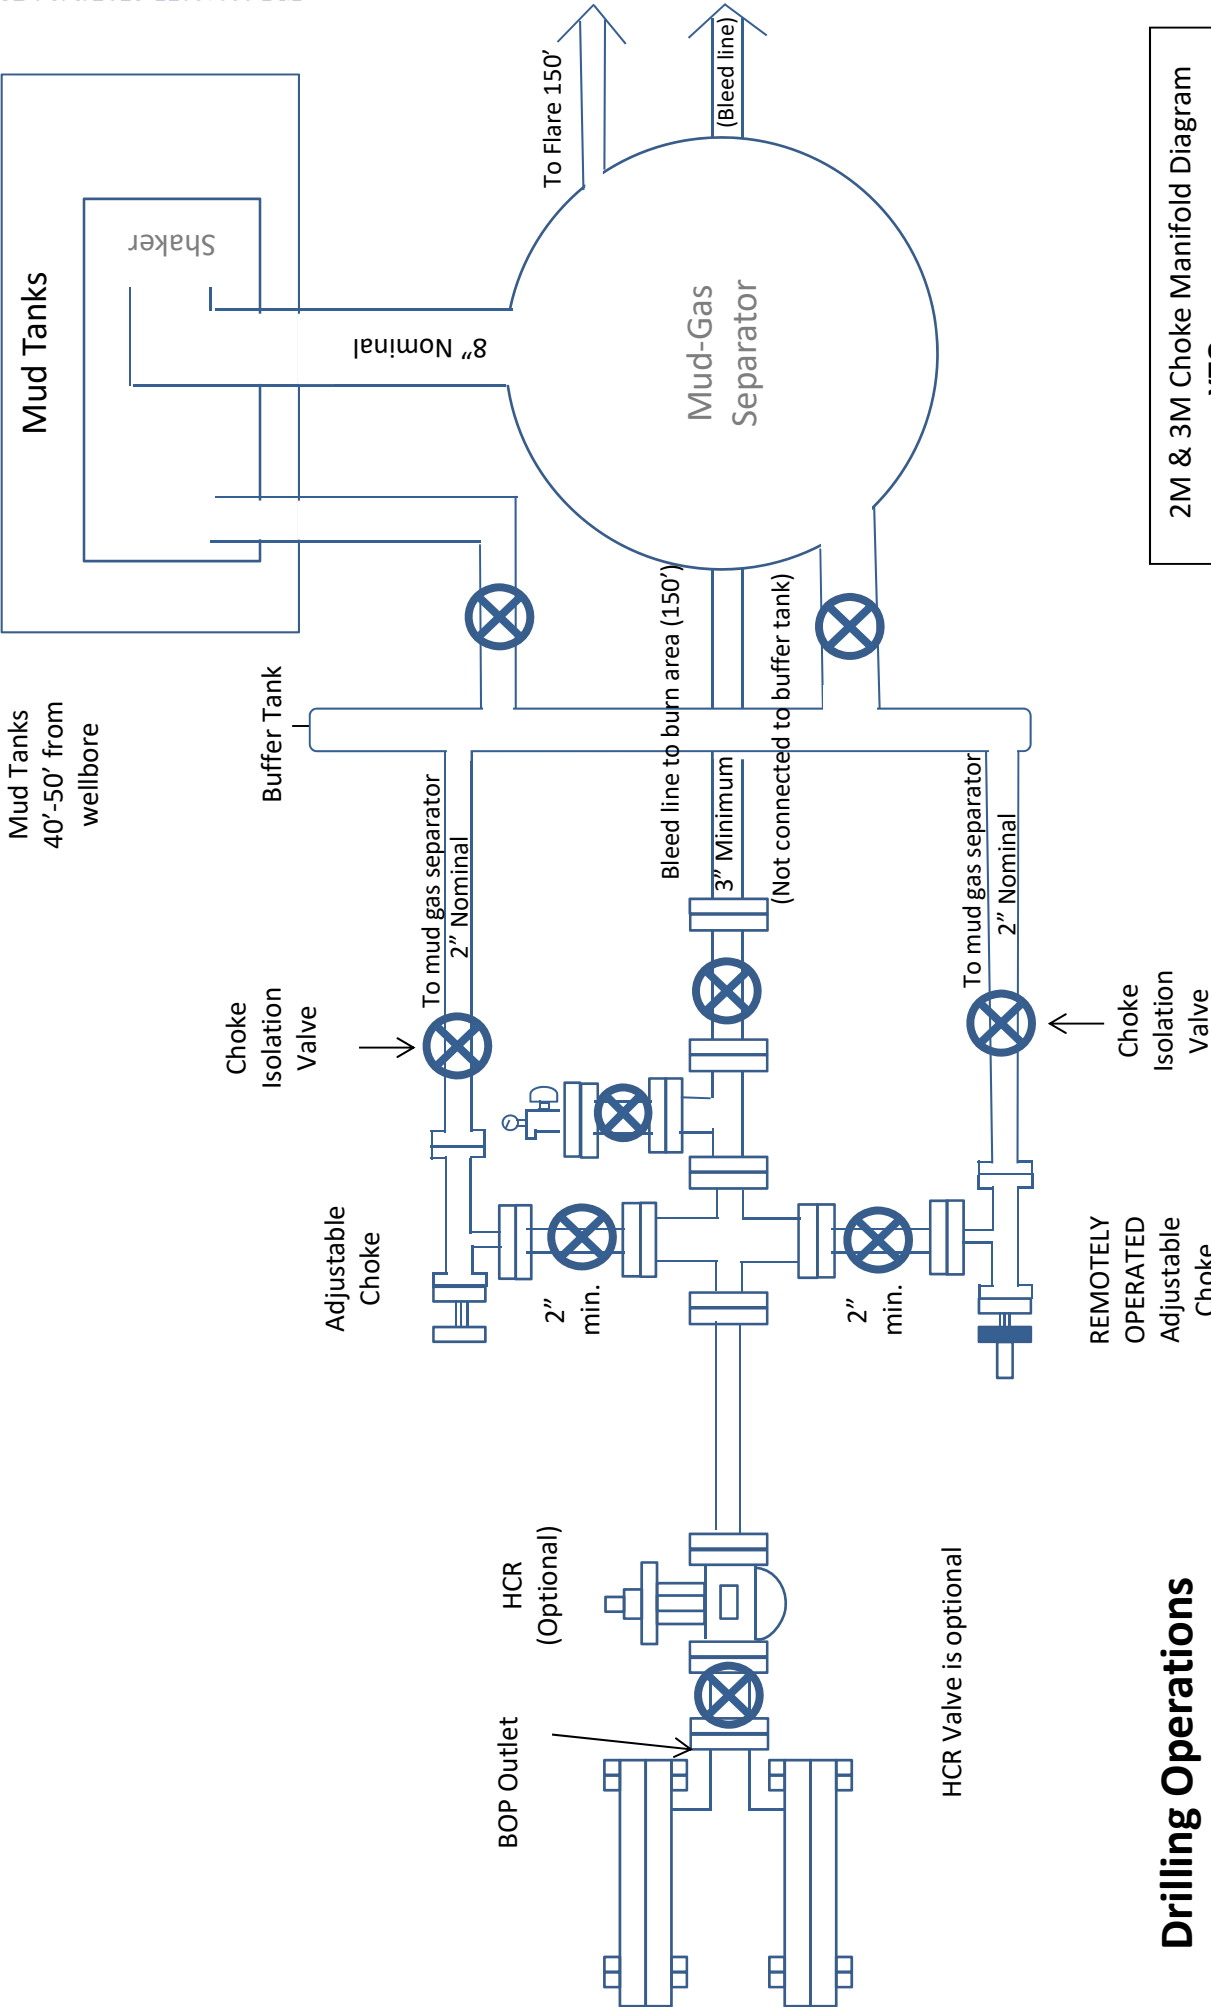 Mud Tanks
Shaker
8” Nominal
To Flare 150’
(Bleed line)
Mud-Gas
Separator
Mud Tanks
40’-50’ from
wellbore
Buffer Tank
Bleed line to burn area (150’)
3” Minimum
(Not connected to buffer tank)
To mud gas separator
2” Nominal
To mud gas separator
2” Nominal
Choke
Isolation
Valve
Choke
Isolation
Valve
Adjustable
Choke
2”
min.
2”
min.
REMOTELY
OPERATED
Adjustable
Choke
HCR
(Optional)
BOP Outlet
HCR Valve is optional
Drilling Operations
2M & 3M Choke Manifold Diagram